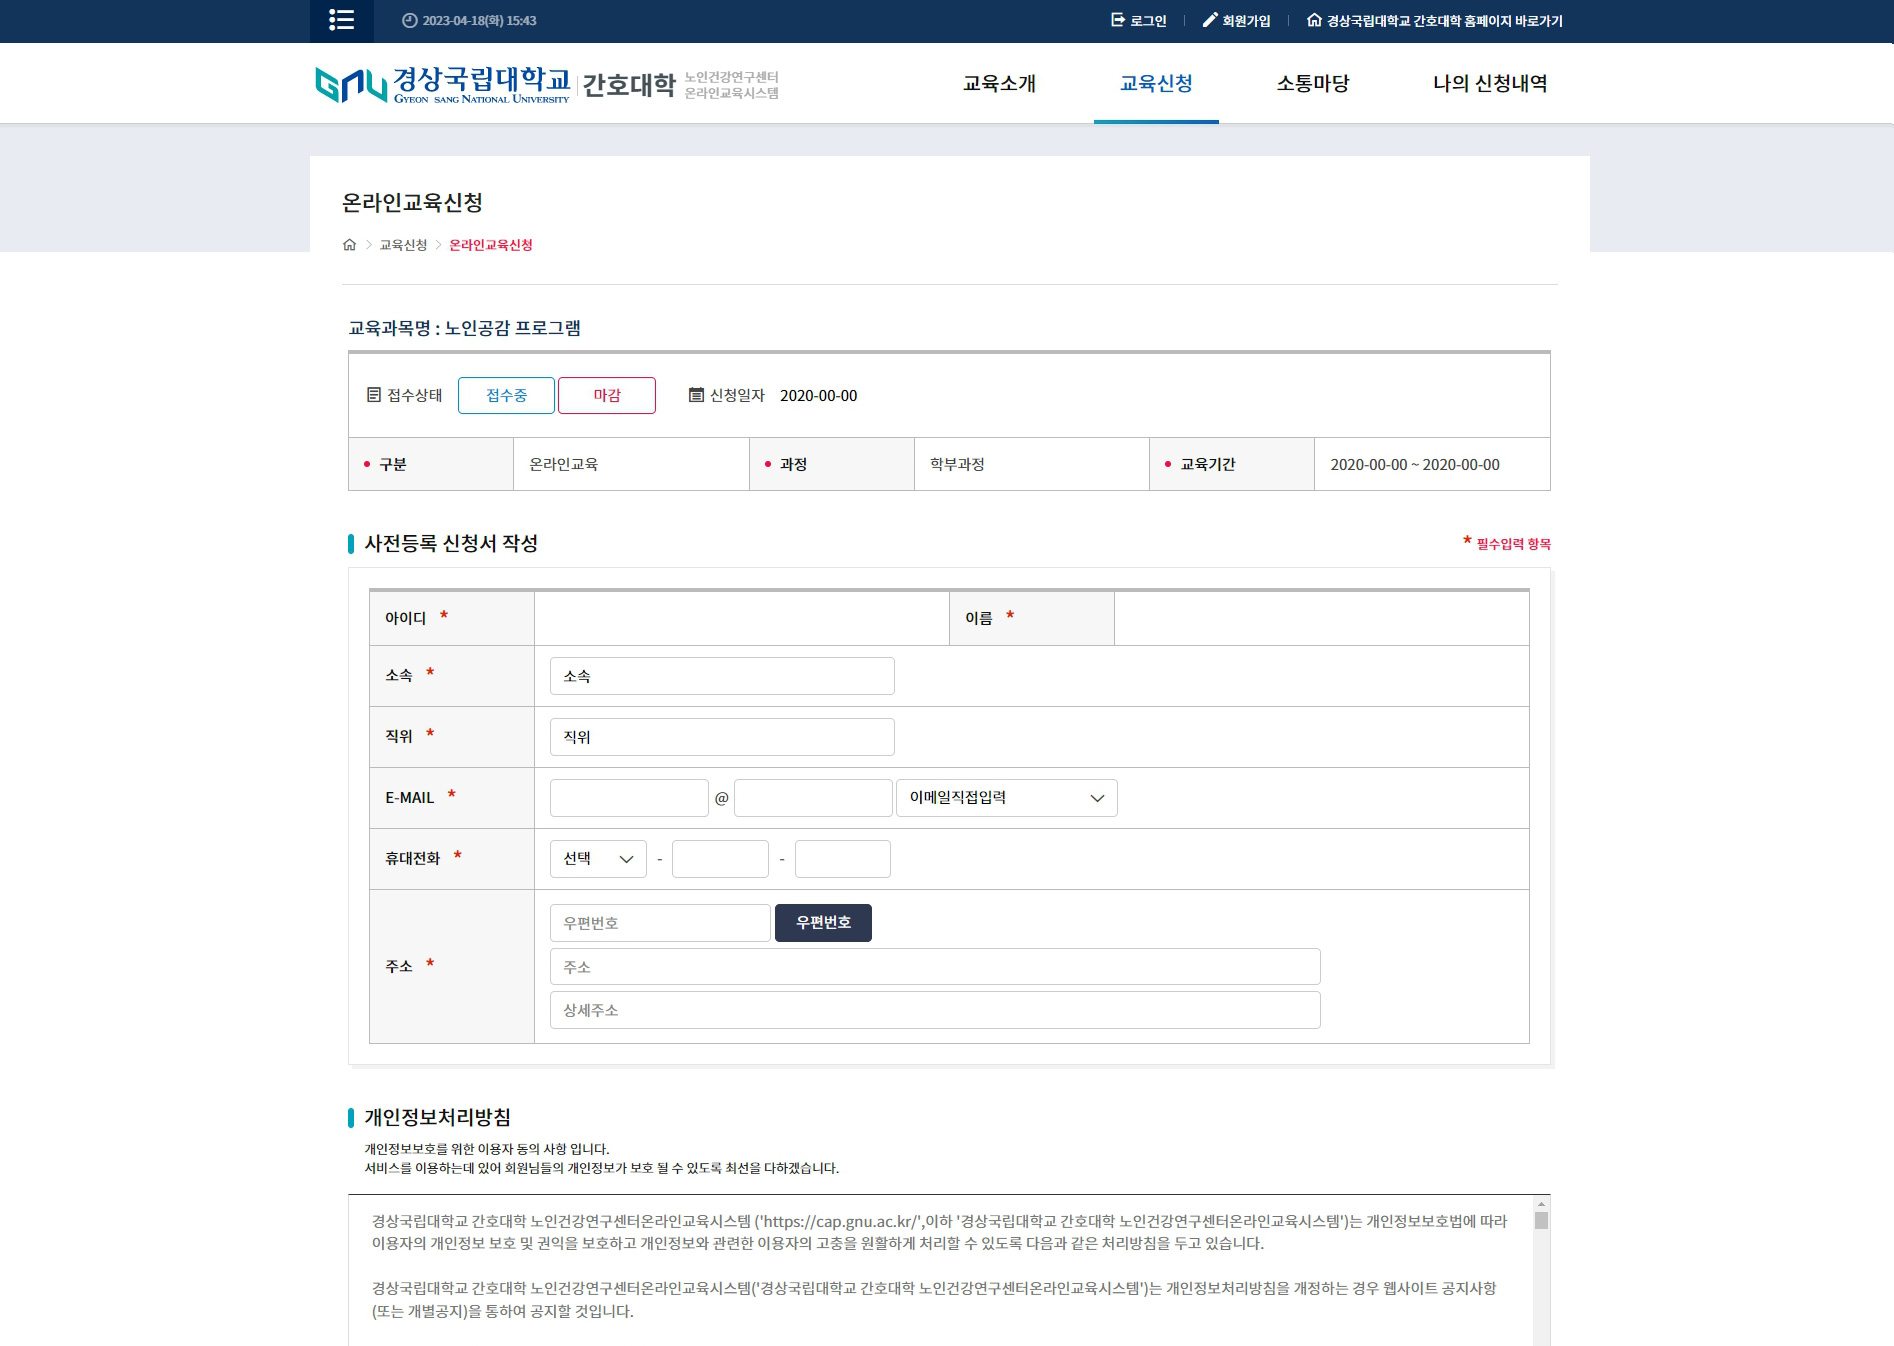 2023-04-18(화) 15:43
로그인
회원가입
경상국립대학교 간호대학 홈페이지 바로가기
GNU 경상국립대학교 간호대학 노인건강연구센터
GYEONGSANG NATIONAL UNIVERSITY 온라인교육시스템
교육소개
교육신청
소통마당
나의 신청내역
온라인교육신청
교육신청 > 온라인교육신청
교육과목명 : 노인공감 프로그램
접수상태 접수중 마감 신청일자 2020-00-00
구분 온라인교육 과정 학부과정 교육기간 2020-00-00 ~ 2020-00-00
사전등록 신청서 작성
* 필수입력 항목
아이디 * 이름 *
소속 * 소속
직위 * 직위
E-MAIL * @ 이메일직접입력
휴대전화 * 선택 - -
우편번호 우편번호
주소 * 주소
상세주소
개인정보처리방침
개인정보보호를 위한 이용자 동의 사항 입니다.
서비스를 이용하는데 있어 회원님들의 개인정보가 보호 될 수 있도록 최선을 다하겠습니다.
경상국립대학교 간호대학 노인건강연구센터온라인교육시스템 ('https://cap.gnu.ac.kr/',이하 '경상국립대학교 간호대학 노인건강연구센터온라인교육시스템')는 개인정보보호법에 따라
이용자의 개인정보 보호 및 권익을 보호하고 개인정보와 관련한 이용자의 고충을 원활하게 처리할 수 있도록 다음과 같은 처리방침을 두고 있습니다.
경상국립대학교 간호대학 노인건강연구센터온라인교육시스템('경상국립대학교 간호대학 노인건강연구센터온라인교육시스템')는 개인정보처리방침을 개정하는 경우 웹사이트 공지사항
(또는 개별공지)을 통하여 공지할 것입니다.